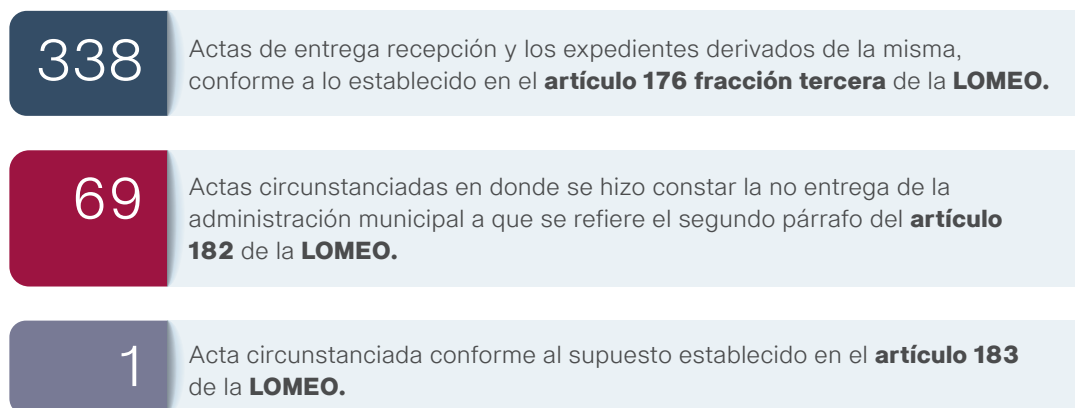 338
Actas de entrega recepción y los expedientes derivados de la misma,
conforme a lo establecido en el artículo 176 fracción tercera de la LOMEO.
69
Actas circunstanciadas en donde se hizo constar la no entrega de la
administración municipal a que se refiere el segundo párrafo del artículo
182 de la LOMEO.
1
Acta circunstanciada conforme al supuesto establecido en el artículo 183
de la LOMEO.